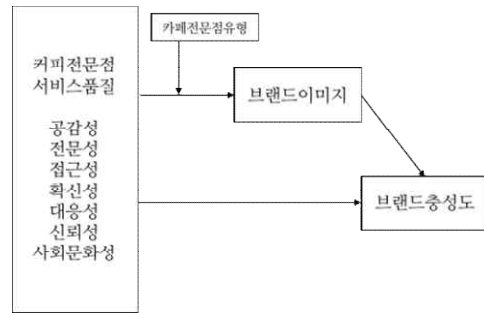 카페전문점유형
커피전문점
서비스품질
공감성
전문성
접근성
확신성
대응성
신뢰성
사회문화성
브랜드이미지
브랜드충성도